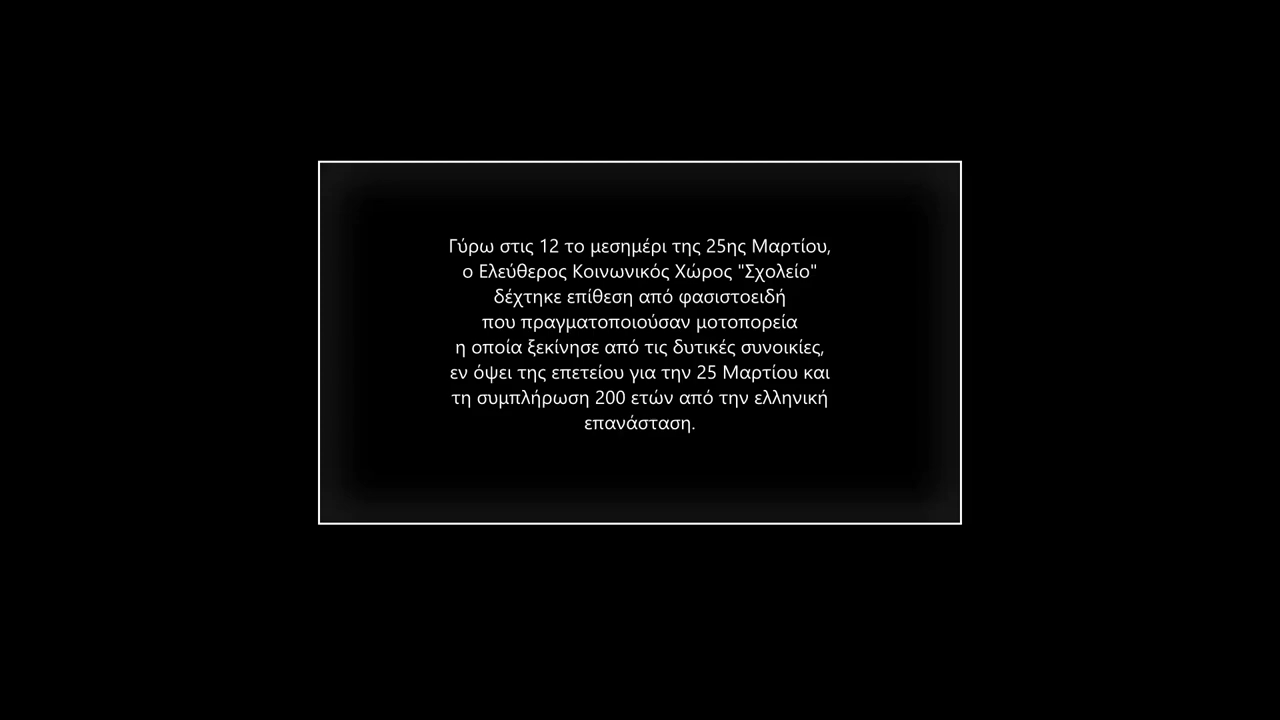 Γύρω στις 12 το μεσημέρι της 25ης Μαρτίου,
ο Ελεύθερος Κοινωνικός Χώρος "Σχολείο"
δέχτηκε επίθεση από φασιστοειδή
που πραγματοποιούσαν μοτοπορεία
η οποία ξεκίνησε από τις δυτικές συνοικίες,
εν όψει της επετείου για την 25 Μαρτίου και
τη συμπλήρωση 200 ετών από την ελληνική
επανάσταση.